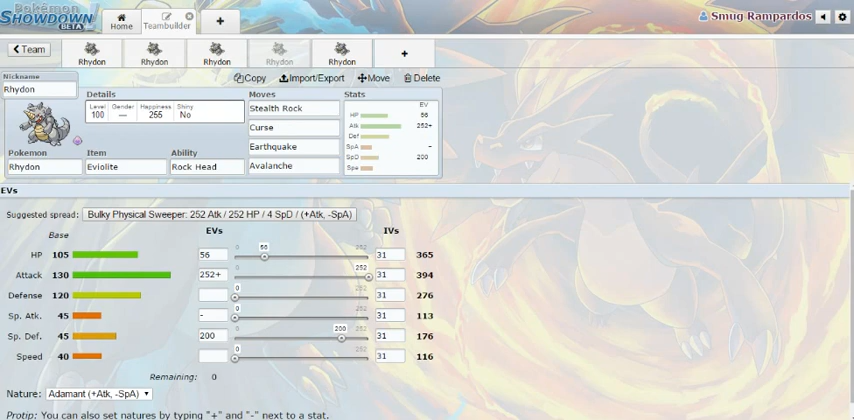 Pokémon
SHOWDOWN
BETA
Home
Teambuilder
+
Smug Rampardos
< Team
Rhydon
Rhydon
Rhydon
Rhydon
Rhydon
+
Copy Import/Export Move Delete
Nickname
Rhydon
Details
Level Gender Happiness Shiny
100 — 255 No
Pokemon
Rhydon
Item
Eviolite
Ability
Rock Head
Moves
Stealth Rock
Curse
Earthquake
Avalanche
Stats
EV
HP 56
Atk 252+
Def
SpA -
SpD 200
Spe
EVs
Suggested spread: Bulky Physical Sweeper: 252 Atk / 252 HP / 4 SpD / (+Atk, -SpA)
Base EVs IVs
HP 105 56 0 56 252 31 365
Attack 130 252+ 0 252 31 394
Defense 120 0 252 31 276
Sp. Atk. 45 - 0 252 31 113
Sp. Def. 45 200 0 200 252 31 176
Speed 40 0 252 31 116
Remaining: 0
Nature: Adamant (+Atk, -SpA)
Protip: You can also set natures by typing "+" and "-" next to a stat.